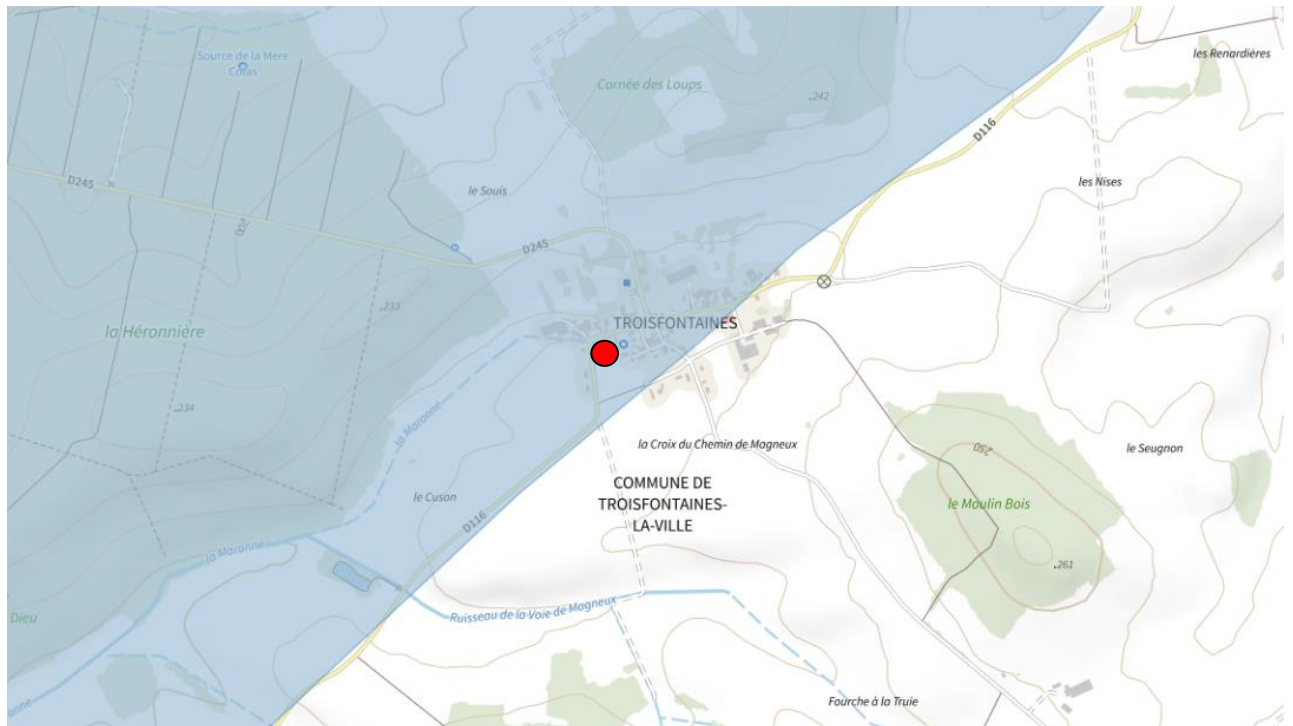 les Renardières
Source de la Mère
Colas
Cornée des Loups
.242
D116
D245
le Souis
les Nises
200
D245
.233
la Héronnière
TROISFONTAINES
.234
la Maronne
la Croix du Chemin de Magneux
250
le Seugnon
COMMUNE DE
TROISFONTAINES-
LA-VILLE
le Cuson
le Moulin Bois
D116
la Maronne
.261
Ruisseau de la Voie de Magneux
Dieu
Fourche à la Truie
onne